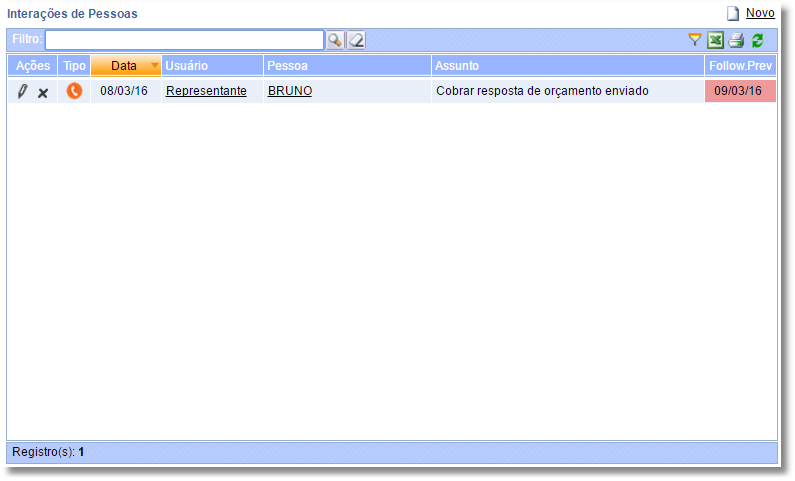 Interações de Pessoas Novo
Filtro:
Ações Tipo Data Usuário Pessoa Assunto Follow.Prev
08/03/16 Representante BRUNO Cobrar resposta de orçamento enviado 09/03/16
Registro(s): 1